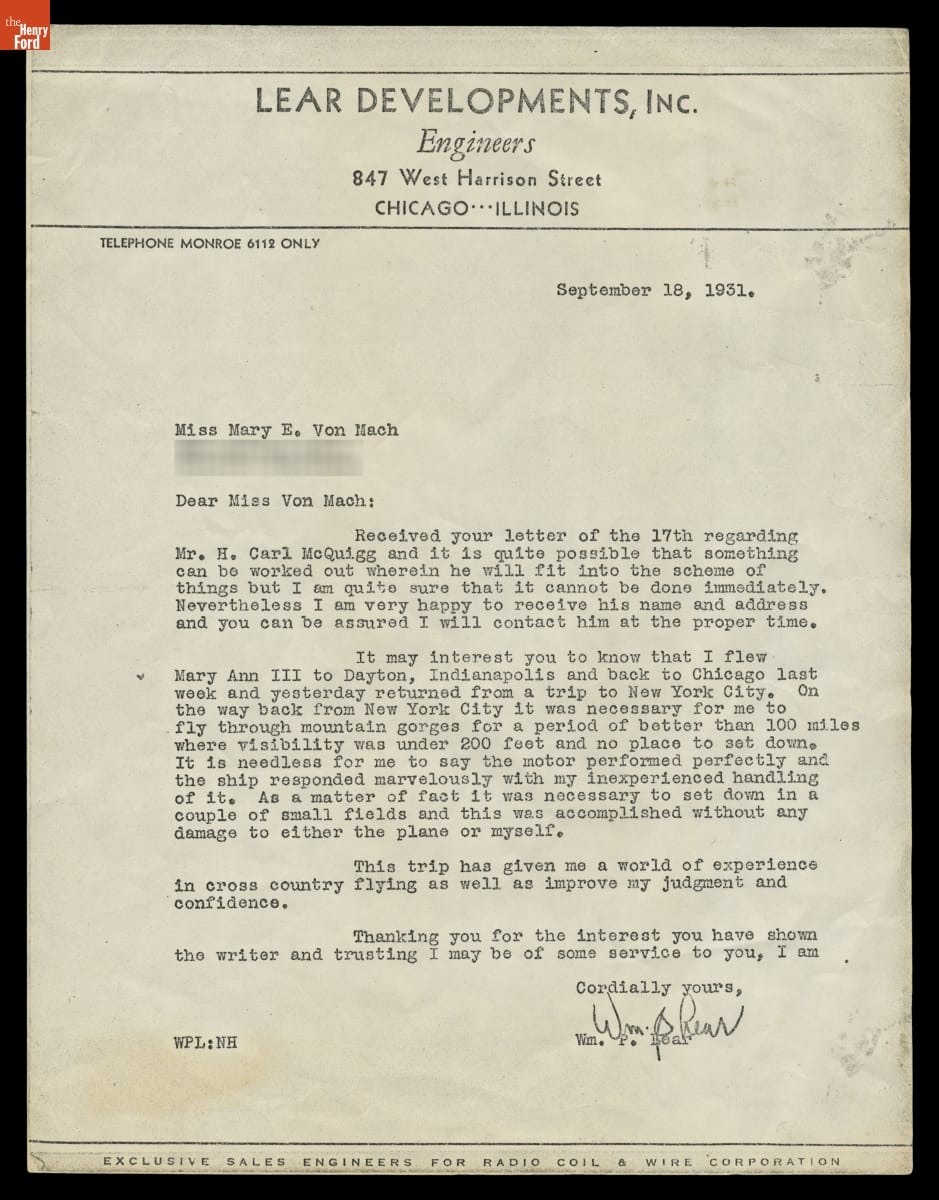 the
Henry
Ford
LEAR DEVELOPMENTS, INC.
Engineers
847 West Harrison Street
CHICAGO···ILLINOIS
TELEPHONE MONROE 6112 ONLY
September 18, 1931.
Miss Mary E. Von Mach
Dear Miss Von Mach:
Received your letter of the 17th regarding
Mr. H. Carl McQuigg and it is quite possible that something
can be worked out wherein he will fit into the scheme of
things but I am quite sure that it cannot be done immediately.
Nevertheless I am very happy to receive his name and address
and you can be assured I will contact him at the proper time.
It may interest you to know that I flew
Mary Ann III to Dayton, Indianapolis and back to Chicago last
week and yesterday returned from a trip to New York City. On
the way back from New York City it was necessary for me to
fly through mountain gorges for a period of better than 100 miles
where visibility was under 200 feet and no place to set down.
It is needless for me to say the motor performed perfectly and
the ship responded marvelously with my inexperienced handling
of it. As a matter of fact it was necessary to set down in a
couple of small fields and this was accomplished without any
damage to either the plane or myself.
This trip has given me a world of experience
in cross country flying as well as improve my judgment and
confidence.
Thanking you for the interest you have shown
the writer and trusting I may be of some service to you, I am
Cordially yours,
Wm. P Lear
Wm. P. Lear
WPL:NH
EXCLUSIVE SALES ENGINEERS FOR RADIO COIL & WIRE CORPORATION